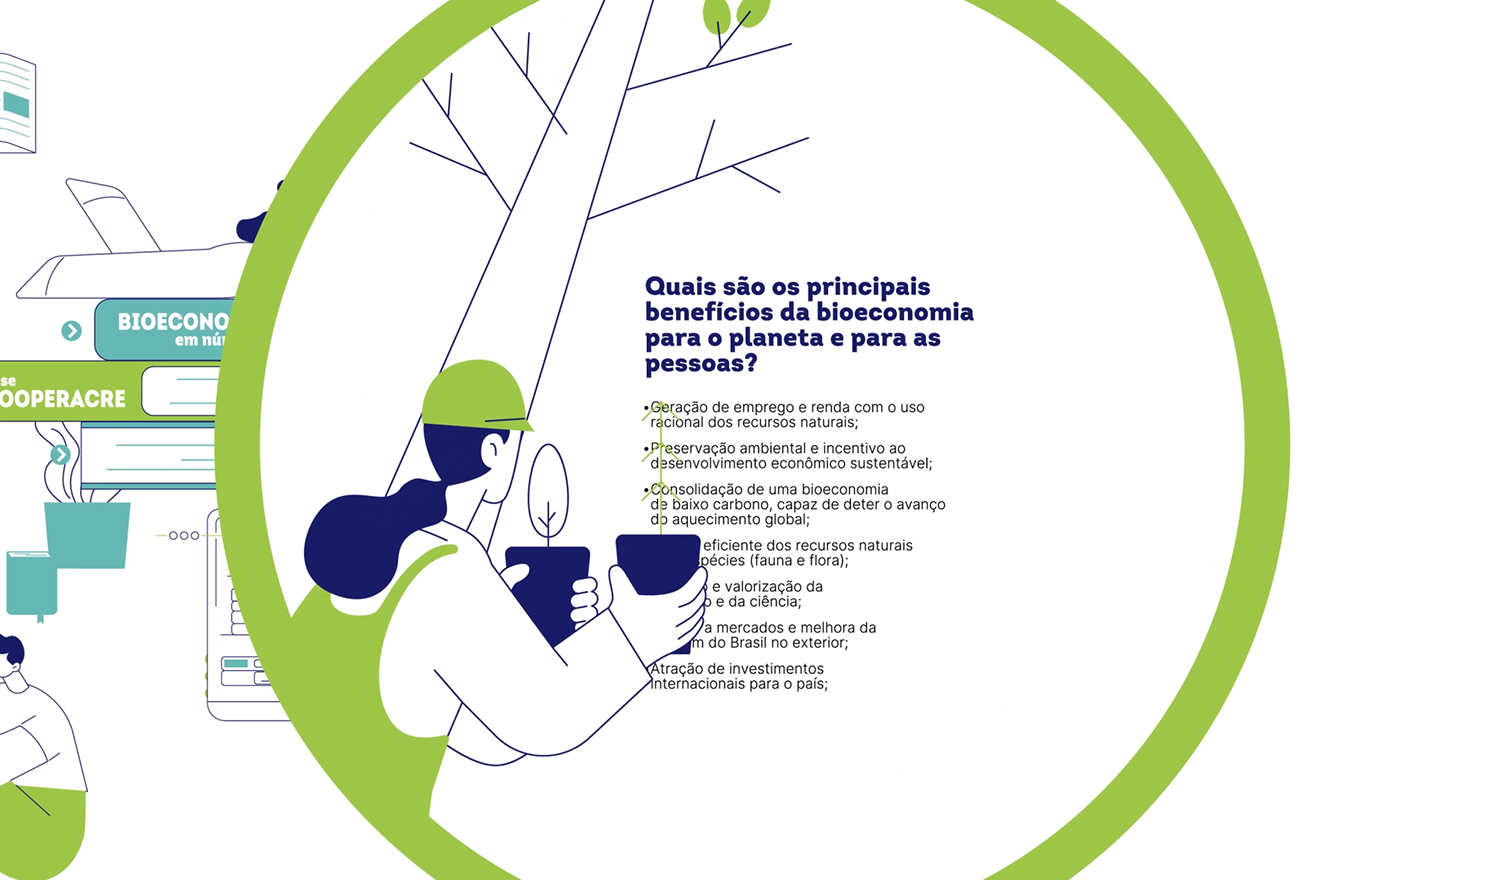 BIOECONO
em nú
se
OOPERACRE
Quais são os principais
benefícios da bioeconomia
para o planeta e para as
pessoas?
•Geração de emprego e renda com o uso
racional dos recursos naturais;
•Preservação ambiental e incentivo ao
desenvolvimento econômico sustentável;
•Consolidação de uma bioeconomia
de baixo carbono, capaz de deter o avanço
do aquecimento global;
eficiente dos recursos naturais
pécies (fauna e flora);
e valorização da
o e da ciência;
a mercados e melhora da
m do Brasil no exterior;
Atração de investimentos
internacionais para o país;